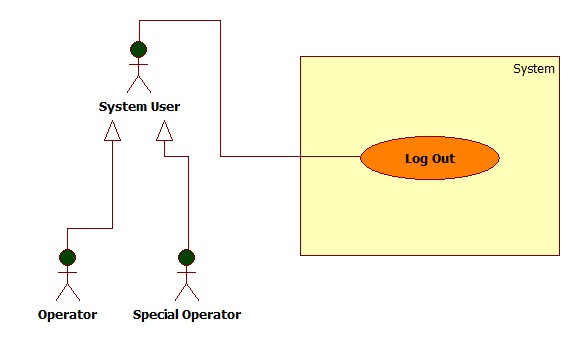 System
System User
Log Out
Operator
Special Operator